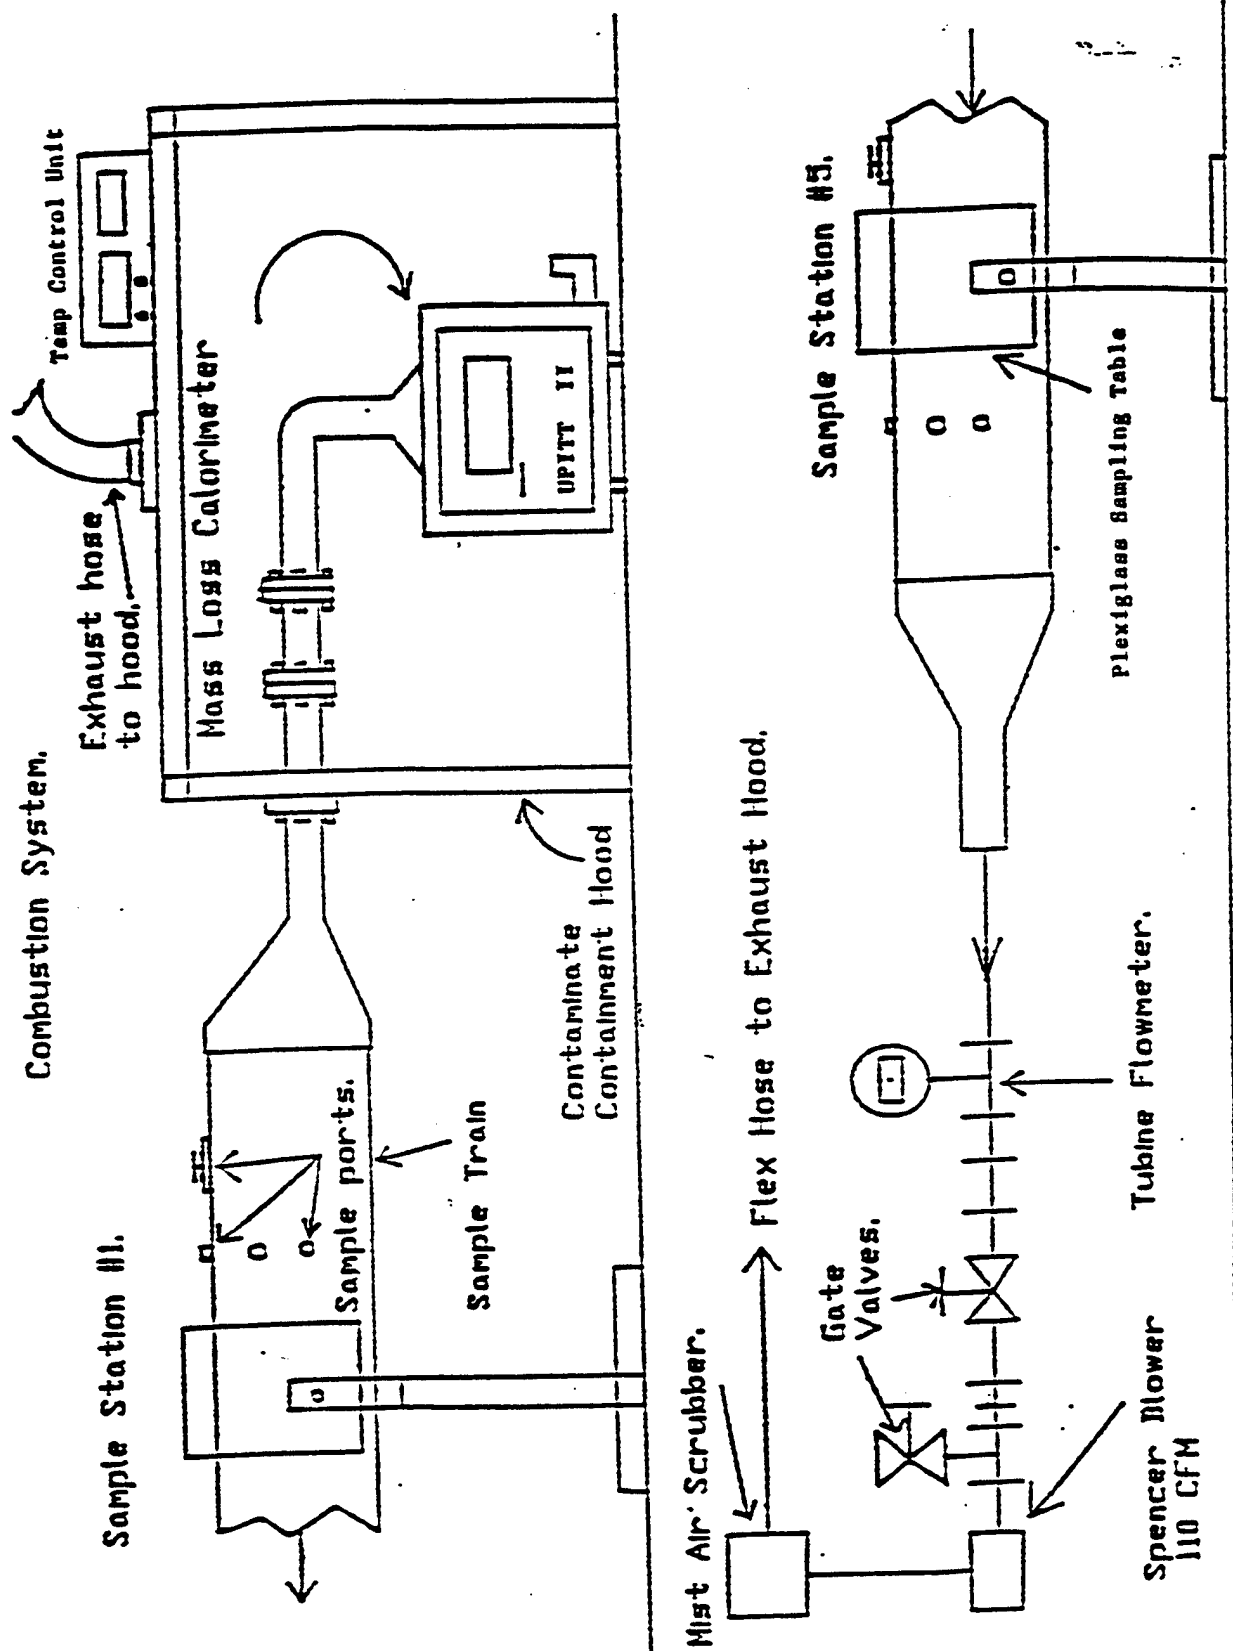 Combustion System.
Exhaust hose
to hood.
Temp Control Unit
Sample Station #1.
Mass Loss Calorimeter
UPITT II
Sample ports.
Sample Train
Contaminate
Containment Hood
Mist Air Scrubber.
Flex Hose to Exhaust Hood.
Sample Station #5.
Gate
Valves.
Plexiglass Sampling Table
Tubine Flowmeter.
Spencer Blower
110 CFM